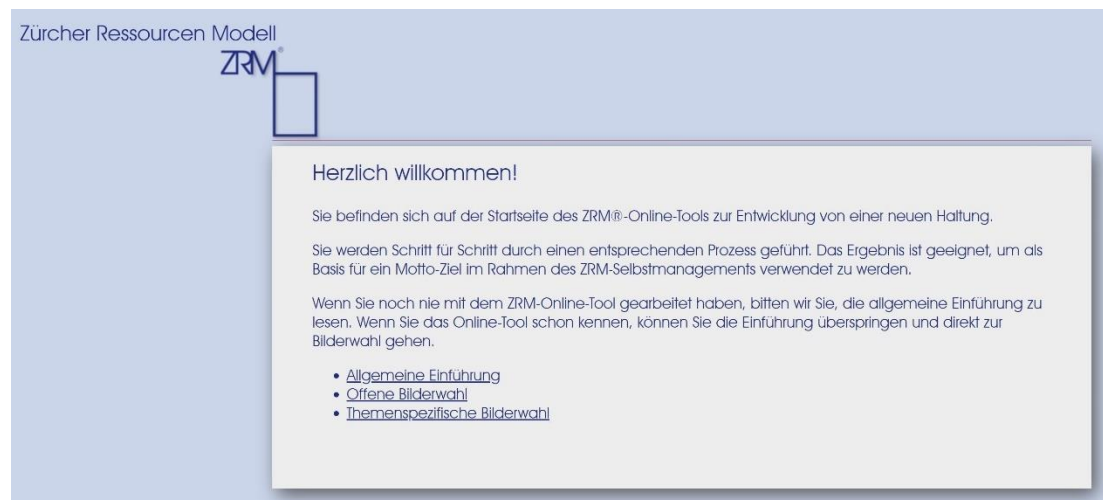 Zürcher Ressourcen Modell
ZRM®
Herzlich willkommen!
Sie befinden sich auf der Startseite des ZRM®-Online-Tools zur Entwicklung von einer neuen Haltung.
Sie werden Schritt für Schritt durch einen entsprechenden Prozess geführt. Das Ergebnis ist geeignet, um als
Basis für ein Motto-Ziel im Rahmen des ZRM-Selbstmanagements verwendet zu werden.
Wenn Sie noch nie mit dem ZRM-Online-Tool gearbeitet haben, bitten wir Sie, die allgemeine Einführung zu
lesen. Wenn Sie das Online-Tool schon kennen, können Sie die Einführung überspringen und direkt zur
Bilderwahl gehen.
• Allgemeine Einführung
• Offene Bilderwahl
• Themenspezifische Bilderwahl